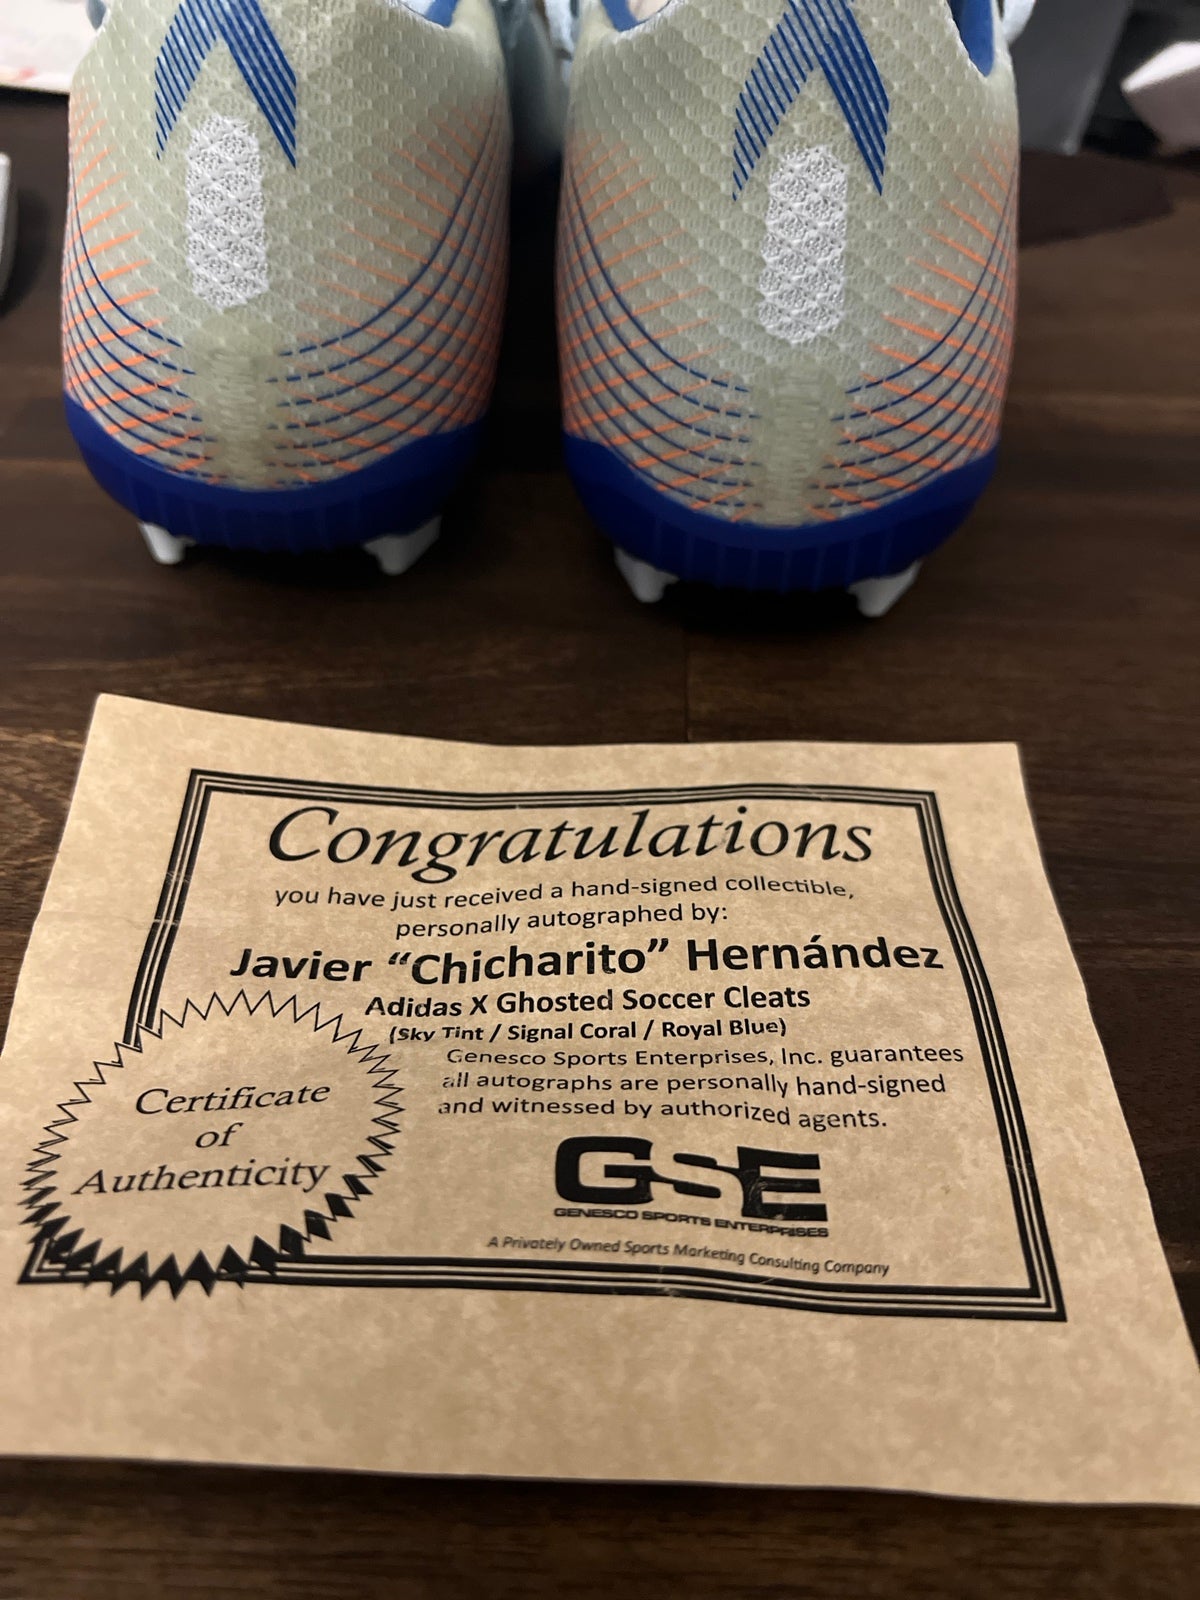 Congratulations
you have just received a hand-signed collectible,
personally autographed by:
Javier “Chicharito” Hernández
Adidas X Ghosted Soccer Cleats
(Sky Tint / Signal Coral / Royal Blue)
Genesco Sports Enterprises, Inc. guarantees
all autographs are personally hand-signed
and witnessed by authorized agents.
Certificate
of
Authenticity
GSE
GENESCO SPORTS ENTERPRISES
A Privately Owned Sports Marketing Consulting Company